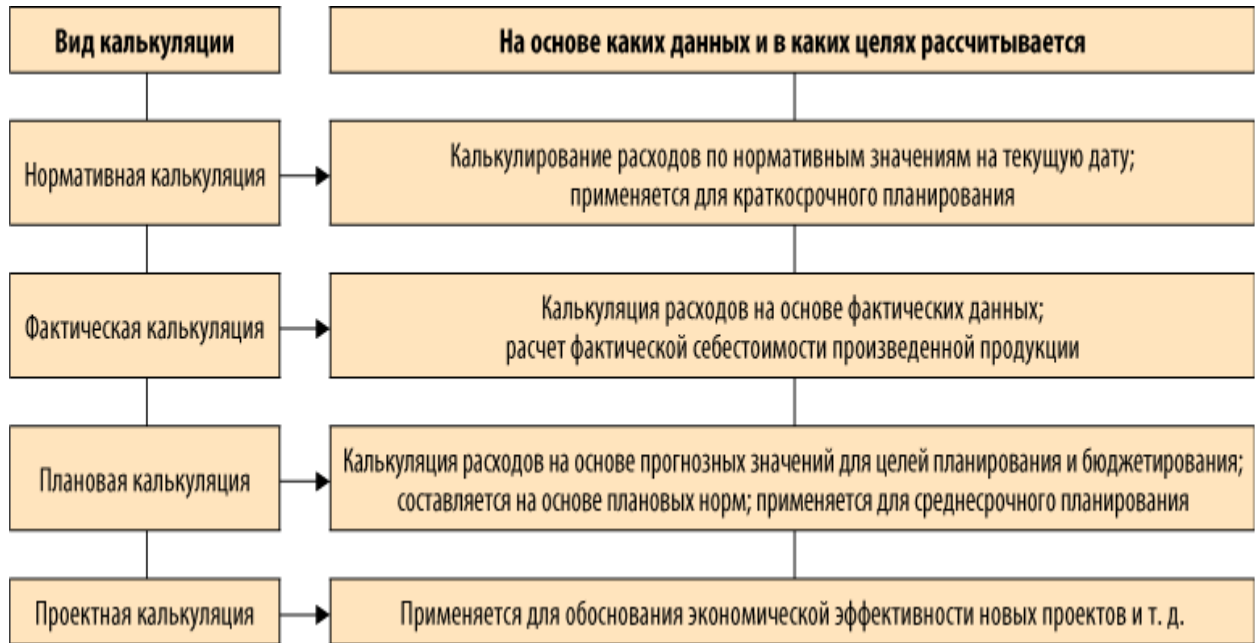 Вид калькуляции
На основе каких данных и в каких целях рассчитывается
Нормативная калькуляция
Калькулирование расходов по нормативным значениям на текущую дату;
применяется для краткосрочного планирования
Фактическая калькуляция
Калькуляция расходов на основе фактических данных;
расчет фактической себестоимости произведенной продукции
Плановая калькуляция
Калькуляция расходов на основе прогнозных значений для целей планирования и бюджетирования;
составляется на основе плановых норм; применяется для среднесрочного планирования
Проектная калькуляция
Применяется для обоснования экономической эффективности новых проектов и т. д.